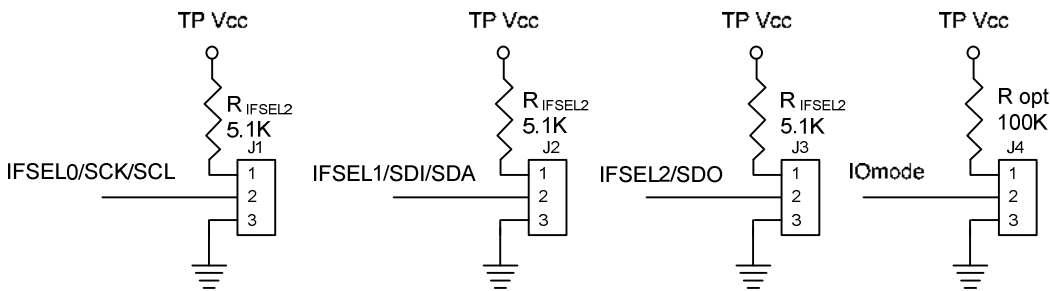 TP Vcc
R IFSEL2
5.1K
J1
IFSEL0/SCK/SCL
1
2
3
TP Vcc
R IFSEL2
5.1K
J2
IFSEL1/SDI/SDA
1
2
3
TP Vcc
R IFSEL2
5.1K
J3
IFSEL2/SDO
1
2
3
TP Vcc
R opt
100K
J4
IOmode
1
2
3